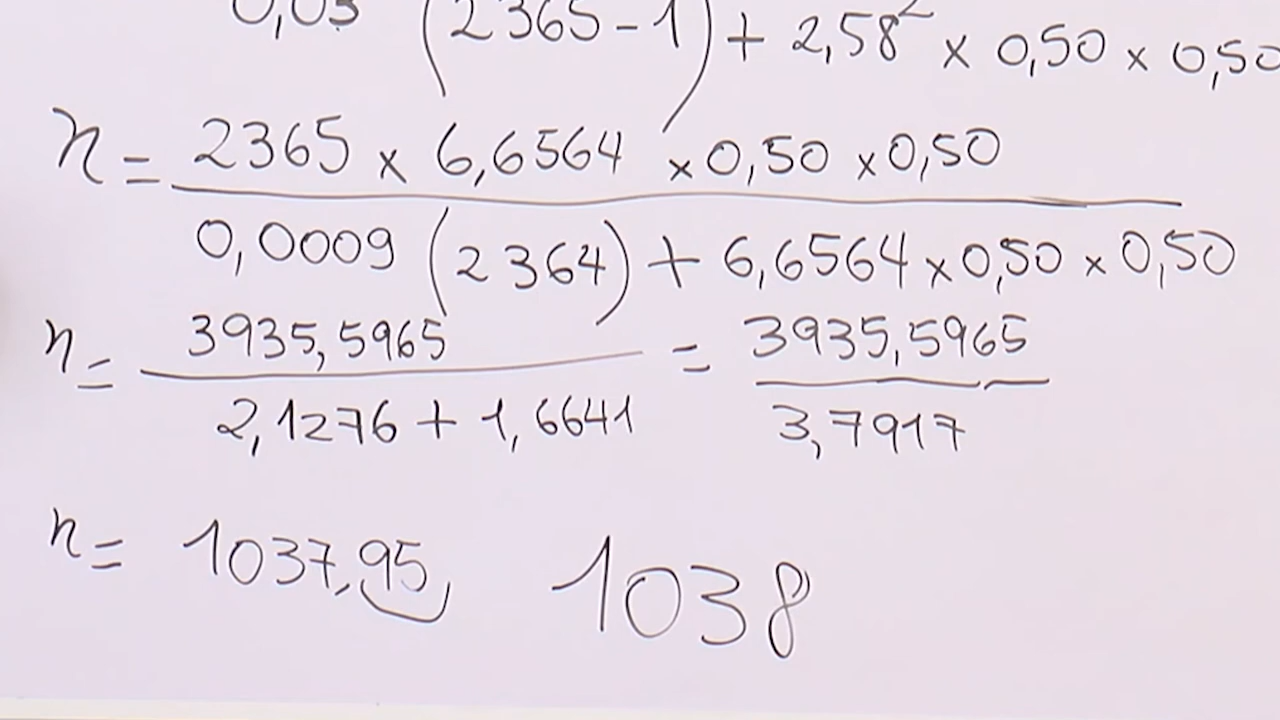 0,03 (2365-1) + 2,58² x 0,50 x 0,50
n = 2365 x 6,6564 x 0,50 x 0,50
0,0009 (2364) + 6,6564 x 0,50 x 0,50
n = 3935,5965 = 3935,5965
2,1276 + 1,6641 3,7917
n = 1037,95 1038